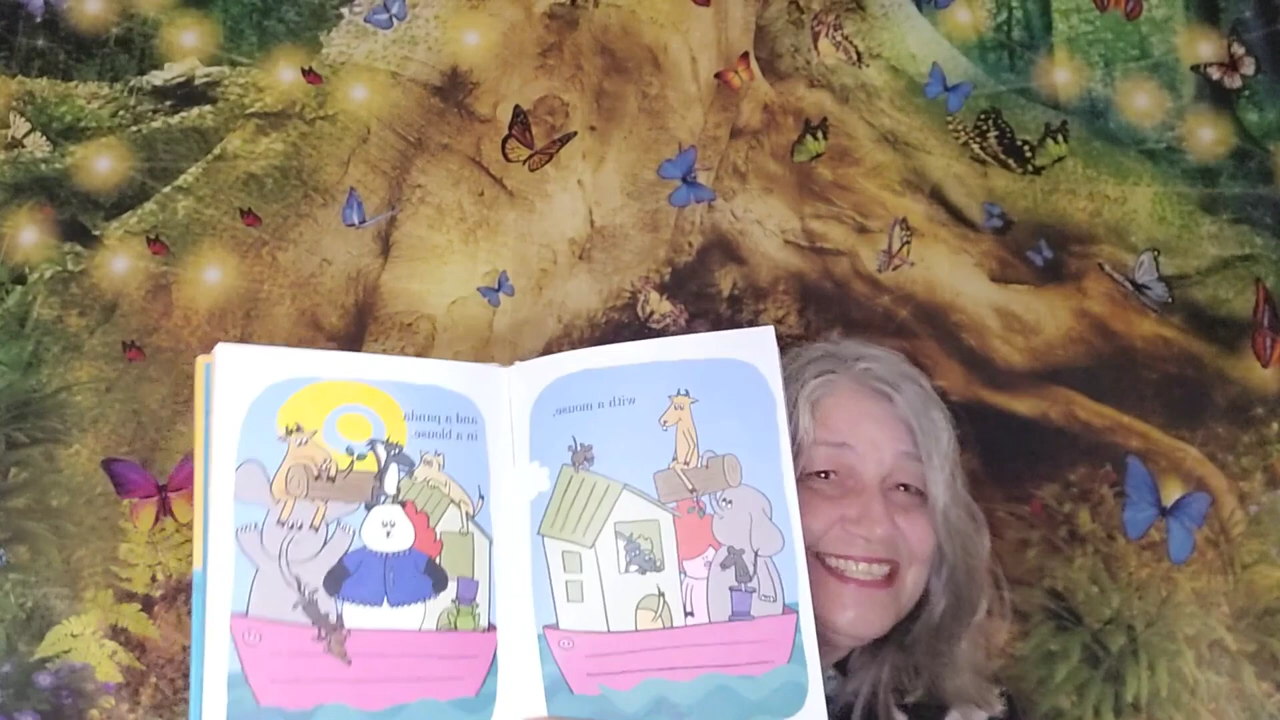 with a mouse,
and a panda
in a blouse.